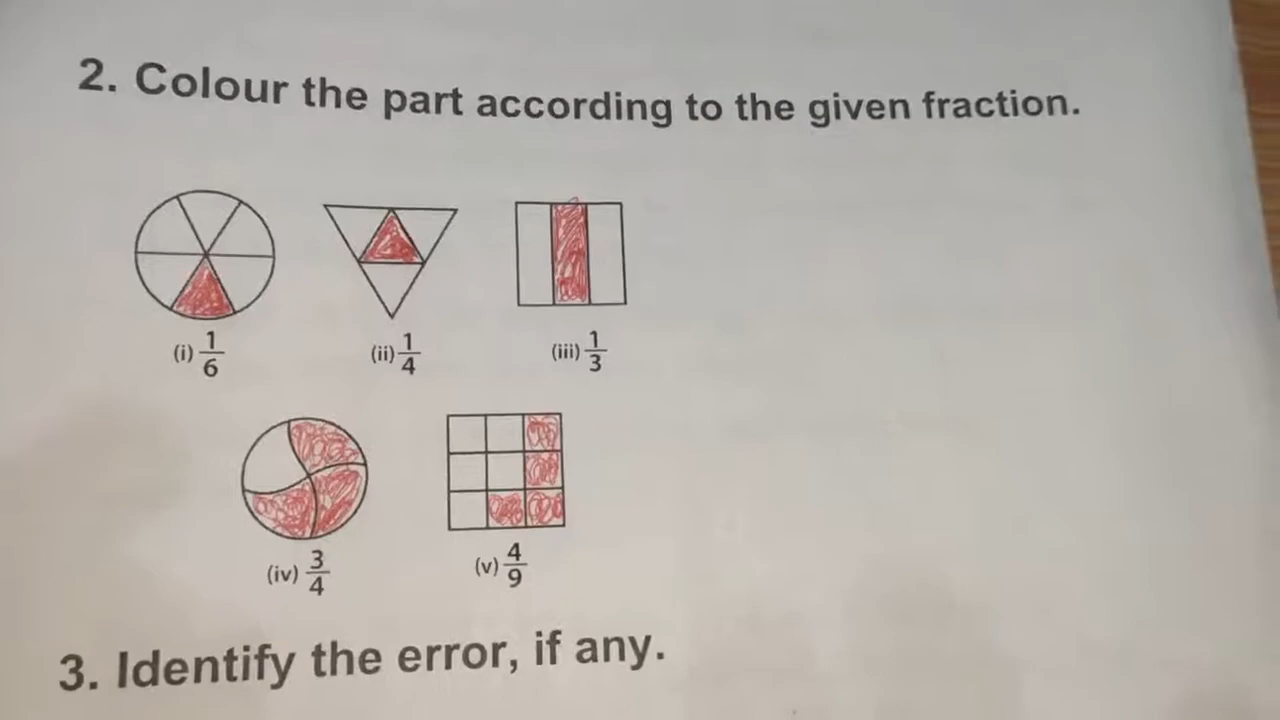 2. Colour the part according to the given fraction.
(i) 1/6 (ii) 1/4 (iii) 1/3
(iv) 3/4 (v) 4/9
3. Identify the error, if any.